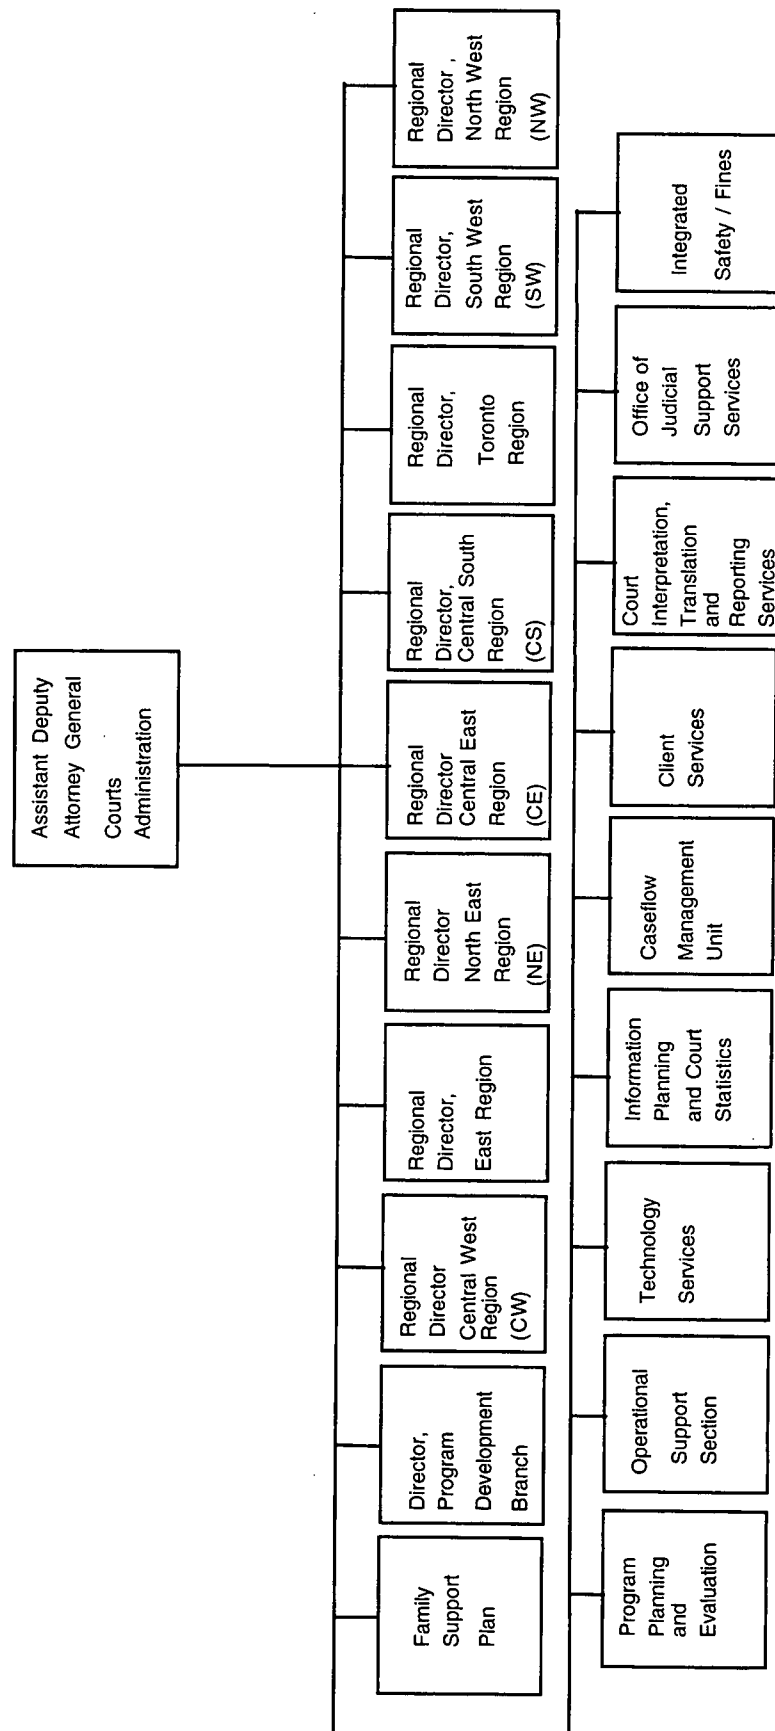 Assistant Deputy
Attorney General
Courts
Administration
Family
Support
Plan
Director,
Program
Development
Branch
Regional
Director
Central West
Region
(CW)
Regional
Director,
East Region
Regional
Director
North East
Region
(NE)
Regional
Director
Central East
Region
(CE)
Regional
Director,
Central South
Region
(CS)
Regional
Director,
Toronto
Region
Regional
Director,
South West
Region
(SW)
Regional
Director ,
North West
Region
(NW)
Program
Planning
and
Evaluation
Operational
Support
Section
Technology
Services
Information
Planning
and Court
Statistics
Caseflow
Management
Unit
Client
Services
Court
Interpretation,
Translation
and
Reporting
Services
Office of
Judicial
Support
Services
Integrated
Safety / Fines